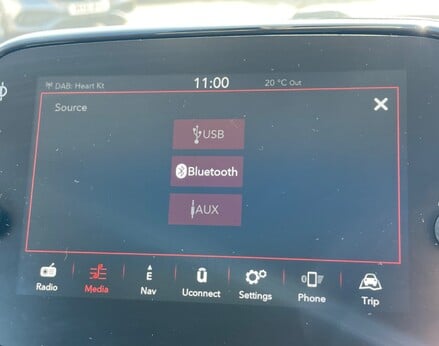 DAB: Heart Kt
11:00
20 °C Out
Source
USB
Bluetooth
AUX
E
Radio
Media
Nav
Uconnect
Settings
Phone
Trip